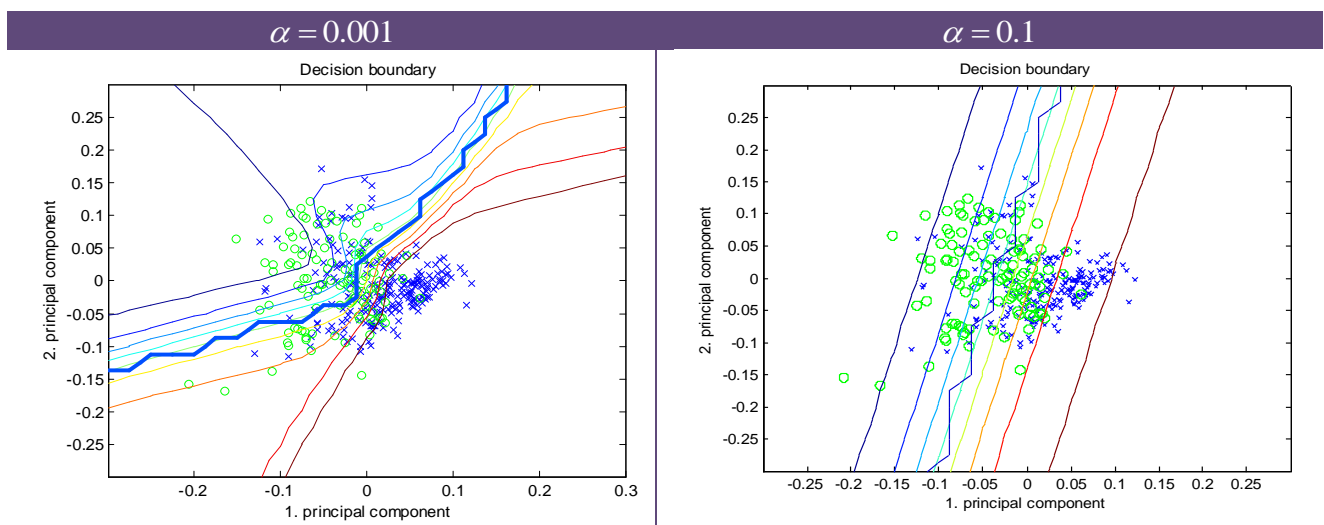 α = 0.001
α = 0.1
Decision boundary
0.25
0.2
0.15
0.1
0.05
0
-0.05
-0.1
-0.15
-0.2
-0.25
2. principal component
-0.2 -0.1 0 0.1 0.2 0.3
1. principal component
Decision boundary
0.25
0.2
0.15
0.1
0.05
0
-0.05
-0.1
-0.15
-0.2
-0.25
2. principal component
-0.25 -0.2 -0.15 -0.1 -0.05 0 0.05 0.1 0.15 0.2 0.25
1. principal component